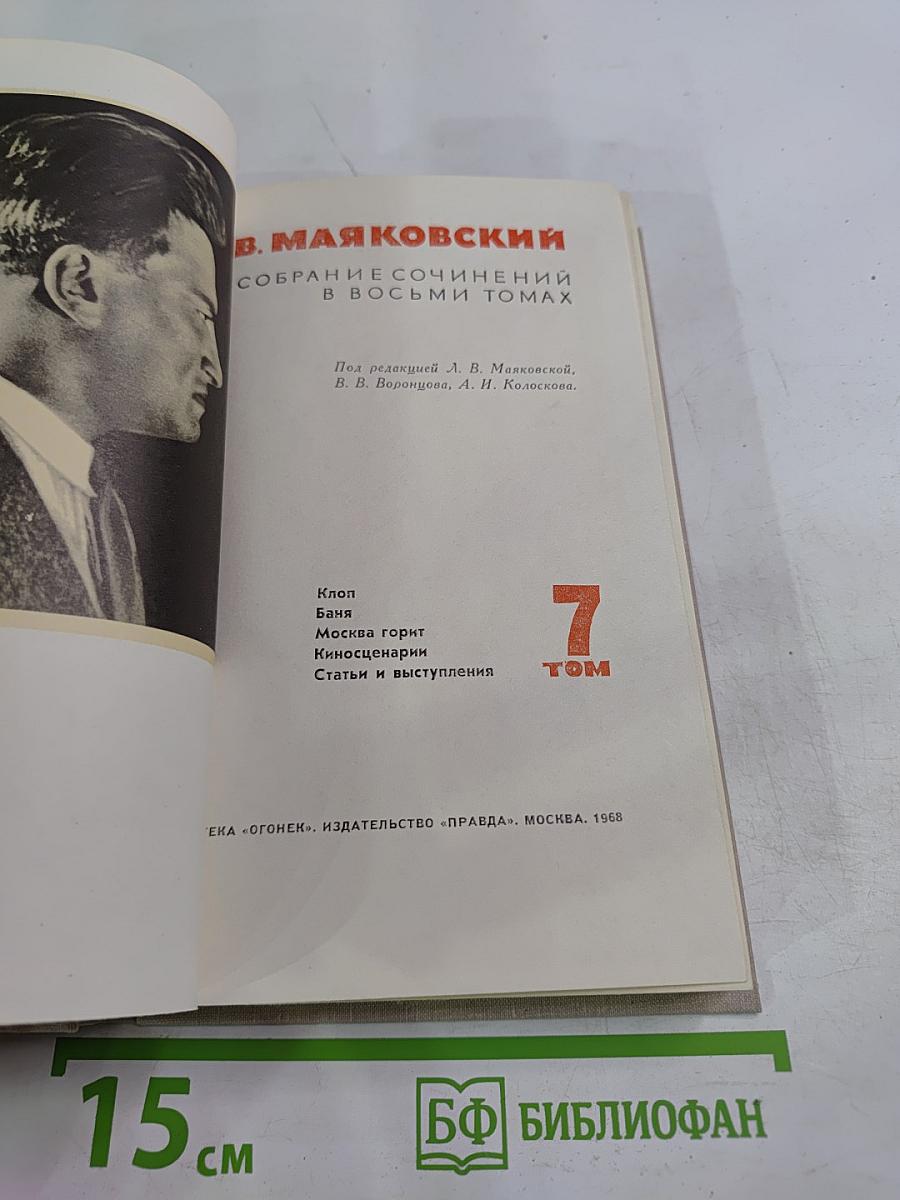 В. МАЯКОВСКИЙ
СОБРАНИЕ СОЧИНЕНИЙ
В ВОСЬМИ ТОМАХ
Под редакцией Л. В. Маяковской,
В. В. Воронцова, А. И. Колоскова.
Клоп
Баня
Москва горит
Киносценарии
Статьи и выступления
7
ТОМ
ТЕКА «ОГОНЕК». ИЗДАТЕЛЬСТВО «ПРАВДА». МОСКВА. 1968
15 см
БФ БИБЛИОФАН